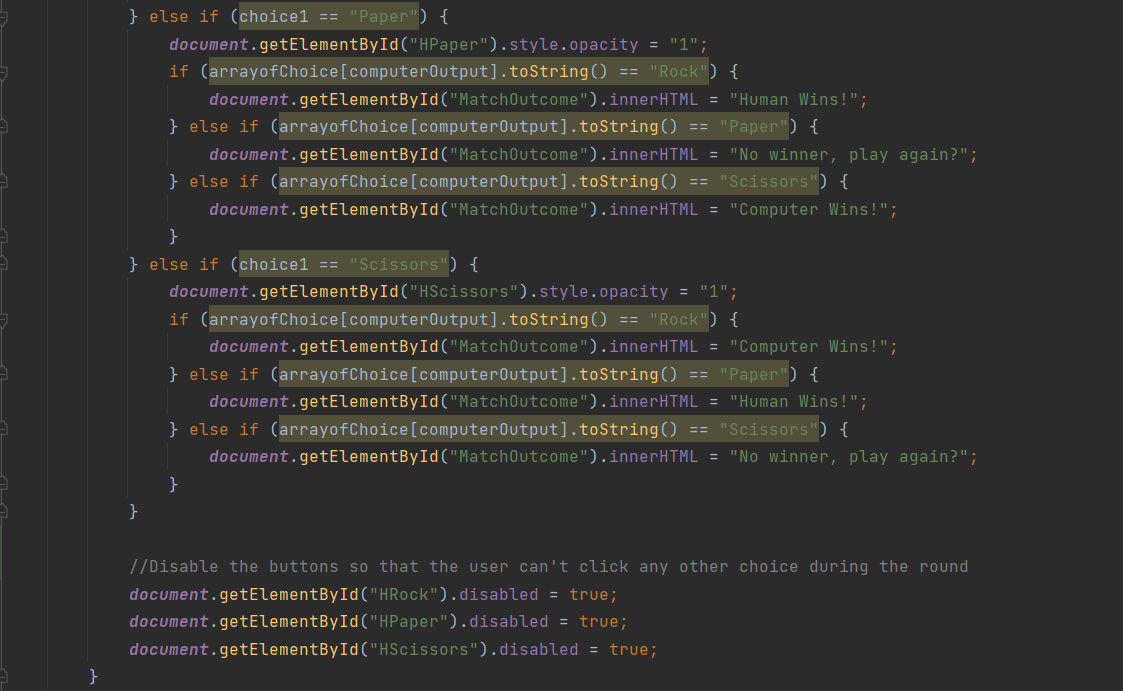 } else if (choice1 == "Paper") {
document.getElementById("HPaper").style.opacity = "1";
if (arrayofChoice[computerOutput].toString() == "Rock") {
document.getElementById("MatchOutcome").innerHTML = "Human Wins!";
} else if (arrayofChoice[computerOutput].toString() == "Paper") {
document.getElementById("MatchOutcome").innerHTML = "No winner, play again?";
} else if (arrayofChoice[computerOutput].toString() == "Scissors") {
document.getElementById("MatchOutcome").innerHTML = "Computer Wins!";
}
} else if (choice1 == "Scissors") {
document.getElementById("HScissors").style.opacity = "1";
if (arrayofChoice[computerOutput].toString() == "Rock") {
document.getElementById("MatchOutcome").innerHTML = "Computer Wins!";
} else if (arrayofChoice[computerOutput].toString() == "Paper") {
document.getElementById("MatchOutcome").innerHTML = "Human Wins!";
} else if (arrayofChoice[computerOutput].toString() == "Scissors") {
document.getElementById("MatchOutcome").innerHTML = "No winner, play again?";
}
}
//Disable the buttons so that the user can't click any other choice during the round
document.getElementById("HRock").disabled = true;
document.getElementById("HPaper").disabled = true;
document.getElementById("HScissors").disabled = true;
}